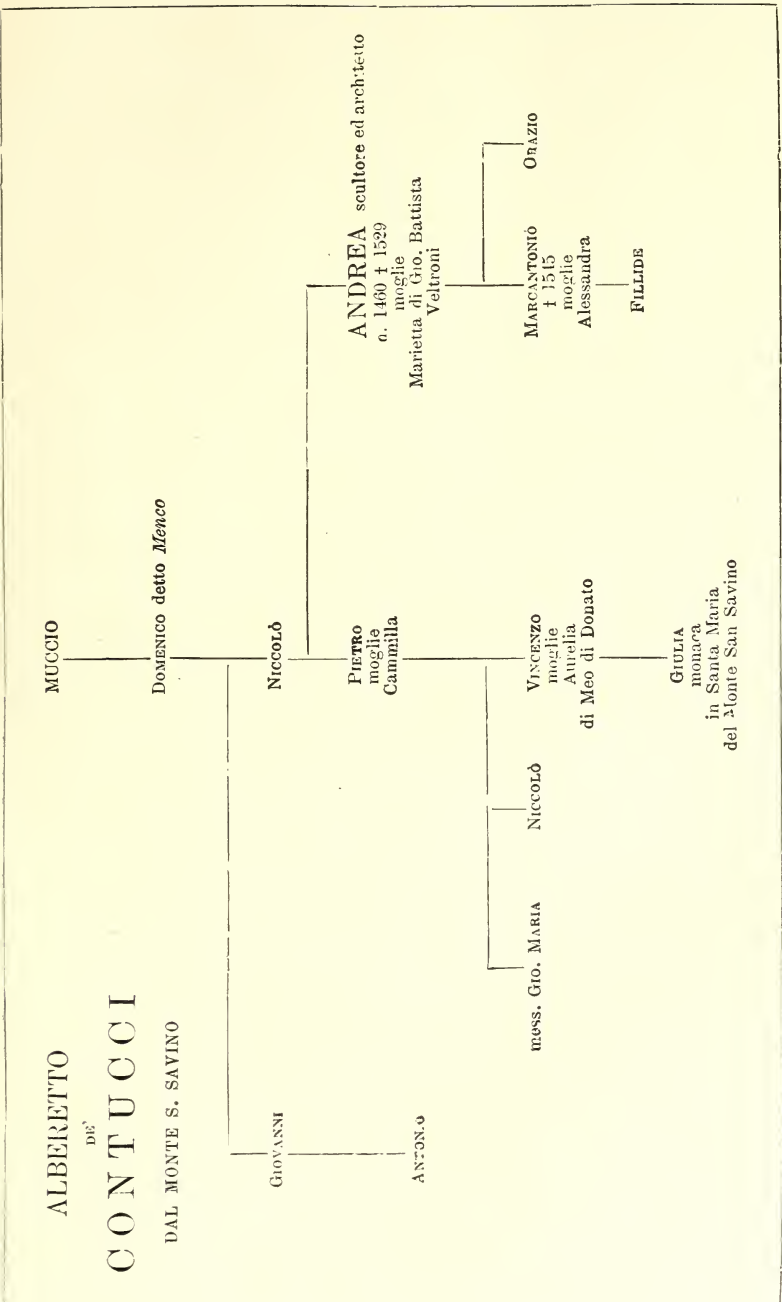 ALBERETTO
DE'
CONTUCCI
DAL MONTE S. SAVINO
MUCCIO
DOMENICO detto Menco
GIOVANNI
NICCOLÒ
ANTONIO
PIETRO
moglie
Cammilla
ANDREA scultore ed architetto
n. 1460 † 1529
moglie
Marietta di Gio. Battista
Veltroni
mess. GIO. MARIA
NICCOLÒ
VINCENZO
moglie
Aurelia
di Meo di Donato
MARCANTONIO
† 1545
moglie
Alessandra
ORAZIO
GIULIA
monaca
in Santa Maria
del Monte San Savino
FILLIDE